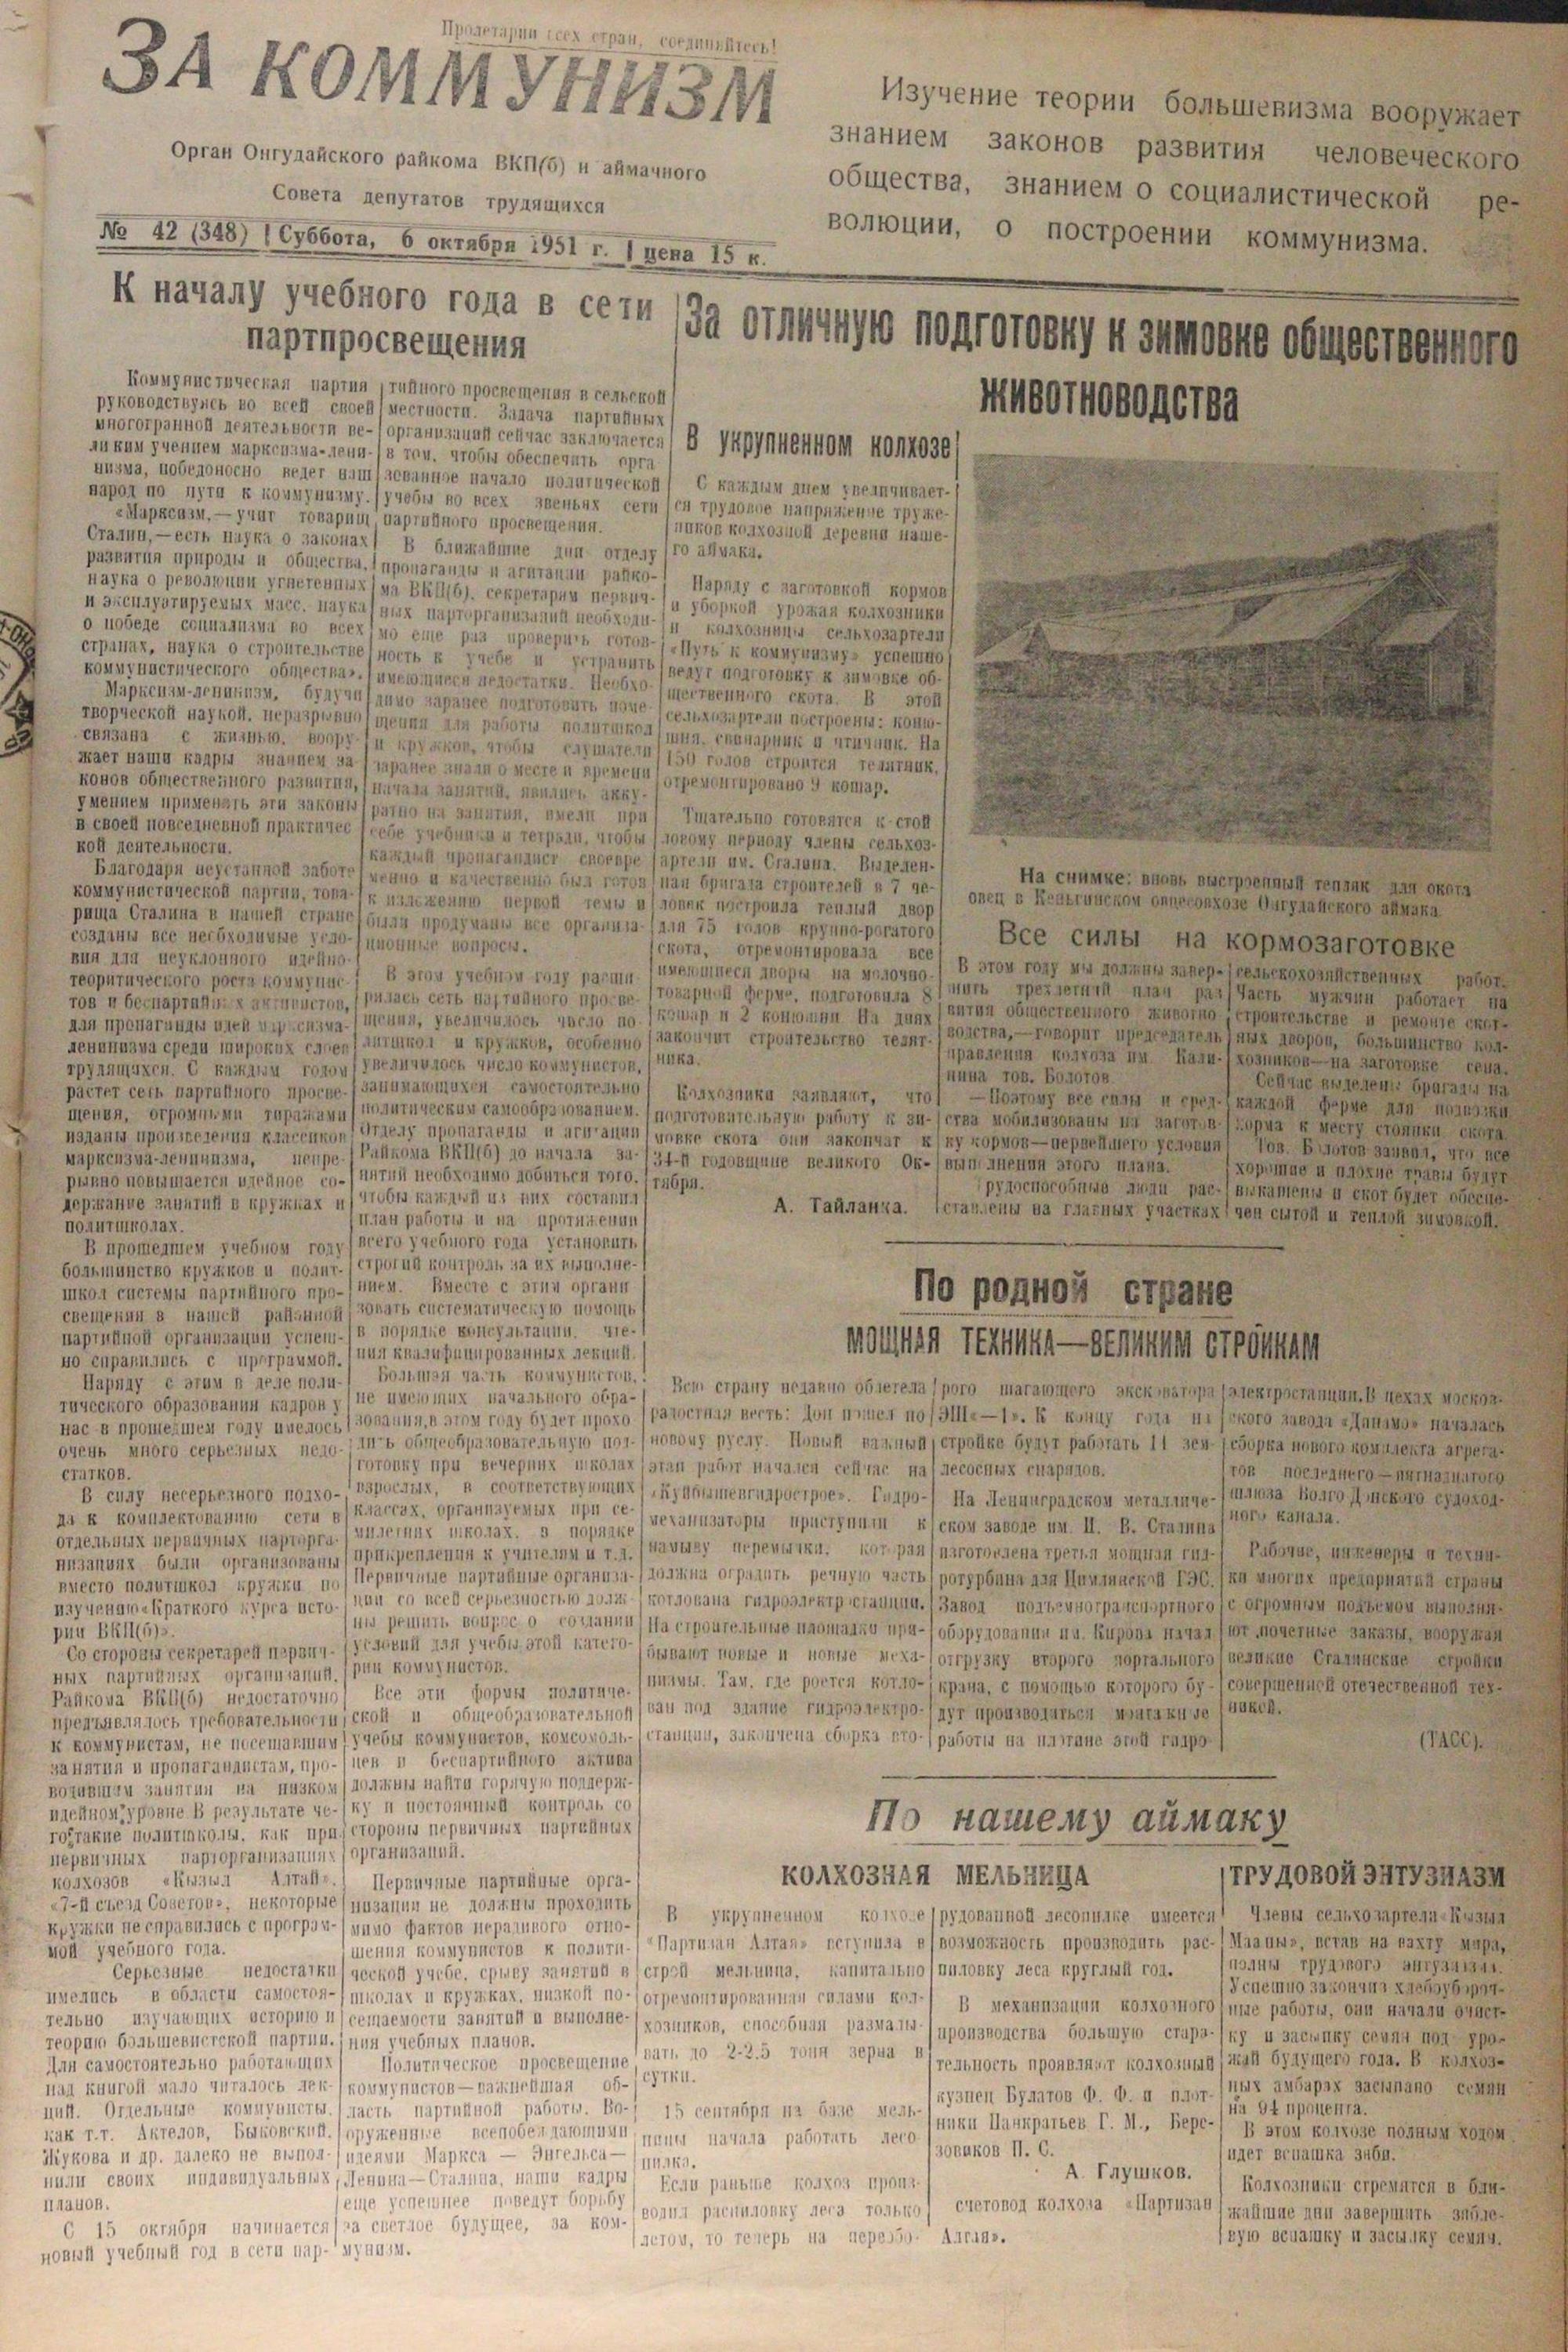 Пролетарии всех стран, соединяйтесь!
ЗА КОММУНИЗМ
Орган Онгудайского райкома ВКП(б) и аймачного
Совета депутатов трудящихся
№ 42 (348) | Суббота, 6 октября 1951 г. | цена 15 к.
Изучение теории большевизма вооружает
знанием законов развития человеческого
общества, знанием о социалистической ре-
волюции, о построении коммунизма.
К началу учебного года в сети
партпросвещения
Коммунистическая партия
руководствуясь во всей своей
многогранной деятельности ве-
ликим учением марксизма-лени-
низма, победоносно ведет наш
народ по пути к коммунизму.
«Марксизм,—учит товарищ
Сталин,—есть наука о законах
развития природы и общества,
наука о революции угнетенных
и эксплуатируемых масс, наука
о победе социализма во всех
странах, наука о строительстве
коммунистического общества».
Марксизм-ленинизм, будучи
творческой наукой, неразрывно
связана с жизнью, воору-
жает наши кадры знанием за
конов общественного развития,
умением применять эти законы
в своей повседневной практичес
кой деятельности.
Благодаря неустанной заботе
коммунистической партии, това-
рища Сталина в нашей стране
созданы все необходимые усло-
вия для неуклонного идейно-
теоритического роста коммунис-
тов и беспартийных активистов,
для пропаганды идей марксизма-
ленинизма среди широких слоев
трудящихся. С каждым годом
растет сеть партийного просве-
щения, огромными тиражами
изданы произведения классиков
марксизма-ленинизма, непре-
рывно повышается идейное со-
держание занятий в кружках и
политшколах.
В прошедшем учебном году
большинство кружков и полит-
школ системы партийного про-
свещения в нашей районной
партийной организации успеш-
но справились с программой.
Наряду с этим в деле поли-
тического образования кадров у
нас в прошедшем году имелось
очень много серьезных недо-
статков.
В силу несерьезного подхо-
да к комплектованию сети в
отдельных первичных парторга-
низациях были организованы
вместо политшкол кружки по
изучению «Краткого курса исто-
рии ВКП(б)».
Со стороны секретарей первич-
ных партийных организаций,
Райкома ВКП(б) недостаточно
предъявлялось требовательности
к коммунистам, не посещавшим
занятия и пропагандистам, про-
водившим занятия на низком
идейном уровне. В результате че-
го такие политшколы, как при
первичных парторганизациях
колхозов «Кызыл Алтай»,
«7-й съезд Советов», некоторые
кружки не справились с програм-
мой учебного года.
Серьезные недостатки
имелись в области самостоя-
тельно изучающих историю и
теорию большевистской партии.
Для самостоятельно работающих
над книгой мало читалось лек-
ций. Отдельные коммунисты,
как т.т. Актелов, Быковский,
Жукова и др. далеко не выпол-
нили своих индивидуальных
планов.
С 15 октября начинается
новый учебный год в сети пар-
тийного просвещения в сельской
местности. Задача партийных
организаций сейчас заключается
в том, чтобы обеспечить орга
зованное начало политической
учебы во всех звеньях сети
партийного просвещения.
В ближайшие дни отделу
пропаганды и агитации райко-
ма ВКП(б), секретарям первич-
ных парторганизаций необходи-
мо еще раз проверить готов-
ность к учебе и устранить
имеющиеся недостатки. Необхо-
димо заранее подготовить поме-
щения для работы политшкол
и кружков, чтобы слушатели
заранее знали о месте и времени
начала занятий, явились акку-
ратно на занятия, имели при
себе учебники и тетради, чтобы
каждый пропагандист своевре
менно и качественно был готов
к изложению первой темы и
были продуманы все организа-
ционные вопросы.
В этом учебном году расши-
рилась сеть партийного просве-
щения, увеличилось число по-
литшкол и кружков, особенно
увеличилось число коммунистов,
занимающихся самостоятельно
политическим самообразованием.
Отделу пропаганды и агитации
Райкома ВКП(б) до начала за-
нятий необходимо добиться того,
чтобы каждый из них составил
план работы и на протяжении
всего учебного года установить
строгий контроль за их выполне-
нием. Вместе с этим органи
зовать систематическую помощь
в порядке консультации, чте-
ния квалифицированных лекций.
Большая часть коммунистов,
не имеющих начального обра-
зования, в этом году будет прохо
дить общеобразовательную под-
готовку при вечерних школах
взрослых, в соответствующих
классах, организуемых при се-
милетних школах, в порядке
прикрепления к учителям и т.д.
Первичные партийные организа-
ции со всей серьезностью долж-
ны решить вопрос о создании
условий для учебы этой катего-
рии коммунистов.
Все эти формы политиче-
ской и общеобразовательной
учебы коммунистов, комсомоль-
цев и беспартийного актива
должны найти горячую поддерж-
ку и постоянный контроль со
стороны первичных партийных
организаций.
Первичные партийные орга-
низации не должны проходить
мимо фактов нерадивого отно-
шения коммунистов к полити-
ческой учебе, срыву занятий в
школах и кружках, низкой по-
сещаемости занятий и выполне-
ния учебных планов.
Политическое просвещение
коммунистов—важнейшая об-
ласть партийной работы. Во-
оруженные всепобеждающими
идеями Маркса — Энгельса—
Ленина—Сталина, наши кадры
еще успешнее поведут борьбу
за светлое будущее, за ком-
мунизм.
За отличную подготовку к зимовке общественного
животноводства
В укрупненном колхозе
С каждым днем увеличивает-
ся трудовое напряжение труже-
ников колхозной деревни наше-
го аймака.
Наряду с заготовкой кормов
и уборкой урожая колхозники
и колхозницы сельхозартели
«Путь к коммунизму» успешно
ведут подготовку к зимовке об-
щественного скота. В этой
сельхозартели построены: коню-
шня, свинарник и птичник. На
150 голов строится телятник,
отремонтировано 9 кошар.
Тщательно готовятся к стой
ловому периоду члены сельхоз-
артели им. Сталина. Выделен-
ная бригада строителей в 7 че-
ловек построила теплый двор
для 75 голов крупно-рогатого
скота, отремонтировала все
имеющиеся дворы на молочно-
товарной ферме, подготовила 8
кошар и 2 конюшни. На днях
закончит строительство телят-
ника.
Колхозники заявляют, что
подготовительную работу к зи-
мовке скота они закончат к
34-й годовщине великого Ок-
тября.
А. Тайланха.
На снимке: вновь выстроенный тепляк для окота
овец в Кеньгинском овцесовхозе Онгудайского аймака.
Все силы на кормозаготовке
В этом году мы должны завер-
шить трехлетний план раз
вития общественного животно
водства,—говорит председатель
правления колхоза им. Кали-
нина тов. Болотов.
—Поэтому все силы и сред-
ства мобилизованы на заготов-
ку кормов—первейшего условия
выполнения этого плана.
рудоспособные люди рас-
ставлены на главных участках
сельскохозяйственных работ.
Часть мужчин работает на
строительстве и ремонте скот-
ных дворов, большинство кол-
хозников—на заготовке сена.
Сейчас выделены бригады на
каждой ферме для подвозки
корма к месту стоянки скота.
Тов. Болотов заявил, что все
хорошие и плохие травы будут
выкашены и скот будет обеспе-
чен сытой и теплой зимовкой.
По родной стране
МОЩНАЯ ТЕХНИКА—ВЕЛИКИМ СТРОЙКАМ
Всю страну недавно облетела
радостная весть: Дон пошел по
новому руслу. Новый важный
этап работ начался сейчас на
«Куйбышевгидрострое». Гидро-
механизаторы приступили к
намыву перемычки, которая
должна оградить речную часть
котлована гидроэлектростанции.
На строительные площадки при-
бывают новые и новые меха-
низмы. Там, где роется котло-
ван под здание гидроэлектро-
станции, закончена сборка вто-
рого шагающего экскаватора
«ЭШ—1». К концу года на
стройке будут работать 11 зем-
лесосных снарядов.
На Ленинградском металличе-
ском заводе им. И. В. Сталина
изготовлена третья мощная гид-
ротурбина для Цимлянской ГЭС.
Завод подъемнотранспортного
оборудования им. Кирова начал
отгрузку второго портального
крана, с помощью которого бу-
дут производиться монтажные
работы на плотине этой гидро
электростанции. В цехах москов-
ского завода «Динамо» началась
сборка нового комплекта агрега-
тов последнего—пятнадцатого
шлюза Волго-Донского судоход-
ного канала.
Рабочие, инженеры и техни-
ки многих предприятий страны
с огромным подъемом выполня-
ют почетные заказы, вооружая
великие Сталинские стройки
совершенной отечественной тех-
никой.
(ТАСС).
По нашему аймаку
КОЛХОЗНАЯ МЕЛЬНИЦА
В укрупненном колхозе
«Партизан Алтая» вступила в
строй мельница, капитально
отремонтированная силами кол-
хозников, способная размалы-
вать до 2-2.5 тонн зерна в
сутки.
15 сентября на базе мель-
ницы начала работать лесо
пилка.
Если раньше колхоз произ-
водил распиловку леса только
летом, то теперь на переобо-
рудованной лесопилке имеется
возможность производить рас-
пиловку леса круглый год.
В механизации колхозного
производства большую стара-
тельность проявляют колхозный
кузнец Булатов Ф. Ф. и плот-
ники Панкратьев Г. М., Верс-
зовиков П. С.
А. Глушков.
счетовод колхоза «Партизан
Алтая».
ТРУДОВОЙ ЭНТУЗИАЗМ
Члены сельхозартели «Кызыл
Мааны», встав на вахту мира,
полны трудового энтузиазма.
Успешно закончив хлебоубороч-
ные работы, они начали очист-
ку и засыпку семян под уро-
жай будущего года. В колхоз-
ных амбарах засыпано семян
на 94 процента.
В этом колхозе полным ходом
идет вспашка зяби.
Колхозники стремятся в бли-
жайшие дни завершить зябле-
вую вспашку и засыпку семян.